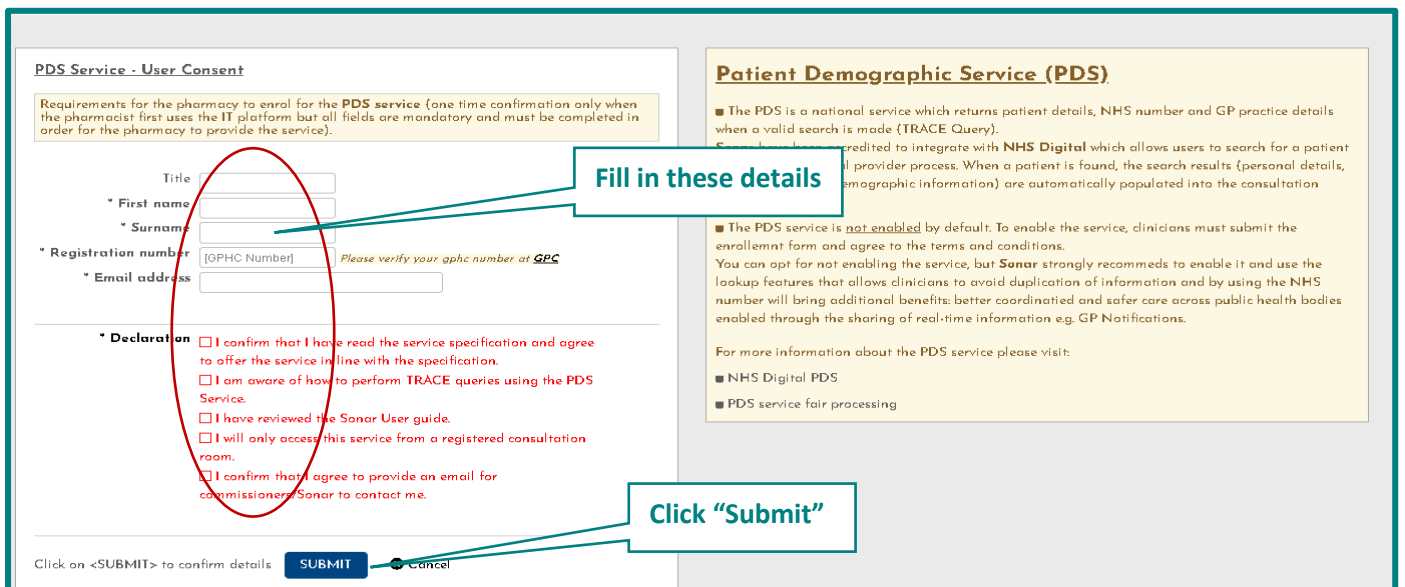 PDS Service - User Consent
Requirements for the pharmacy to enrol for the PDS service (one time confirmation only when
the pharmacist first uses the IT platform but all fields are mandatory and must be completed in
order for the pharmacy to provide the service).
Title
* First name
* Surname
* Registration number [GPHC Number] Please verify your gphc number at GPC
* Email address
* Declaration
I confirm that I have read the service specification and agree
to offer the service in line with the specification.
I am aware of how to perform TRACE queries using the PDS
Service.
I have reviewed the Sonar User guide.
I will only access this service from a registered consultation
room.
I confirm that I agree to provide an email for
commissioners/Sonar to contact me.
Click on <SUBMIT> to confirm details SUBMIT Cancel
Fill in these details
Click “Submit”
Patient Demographic Service (PDS)
The PDS is a national service which returns patient details, NHS number and GP practice details
when a valid search is made (TRACE Query).
credited to integrate with NHS Digital which allows users to search for a patient
provider process. When a patient is found, the search results (personal details,
emographic information) are automatically populated into the consultation
The PDS service is not enabled by default. To enable the service, clinicians must submit the
enrollemnt form and agree to the terms and conditions.
You can opt for not enabling the service, but Sonar strongly recommeds to enable it and use the
lookup features that allows clinicians to avoid duplication of information and by using the NHS
number will bring additional benefits: better coordinatied and safer care across public health bodies
enabled through the sharing of real-time information e.g. GP Notifications.
For more information about the PDS service please visit:
NHS Digital PDS
PDS service fair processing